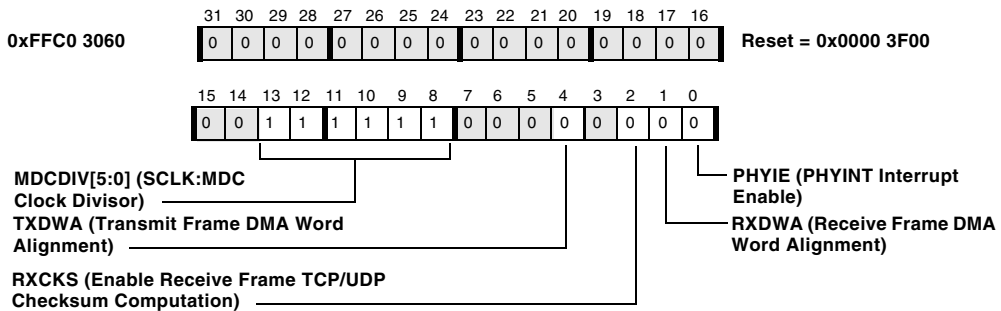 31 30 29 28 27 26 25 24 23 22 21 20 19 18 17 16
0xFFC0 3060 0 0 0 0 0 0 0 0 0 0 0 0 0 0 0 0 Reset = 0x0000 3F00
15 14 13 12 11 10 9 8 7 6 5 4 3 2 1 0
0 0 1 1 1 1 1 1 0 0 0 0 0 0 0 0
MDCDIV[5:0] (SCLK:MDC
Clock Divisor)
TXDWA (Transmit Frame DMA Word
Alignment)
RXCKS (Enable Receive Frame TCP/UDP
Checksum Computation)
PHYIE (PHYINT Interrupt
Enable)
RXDWA (Receive Frame DMA
Word Alignment)